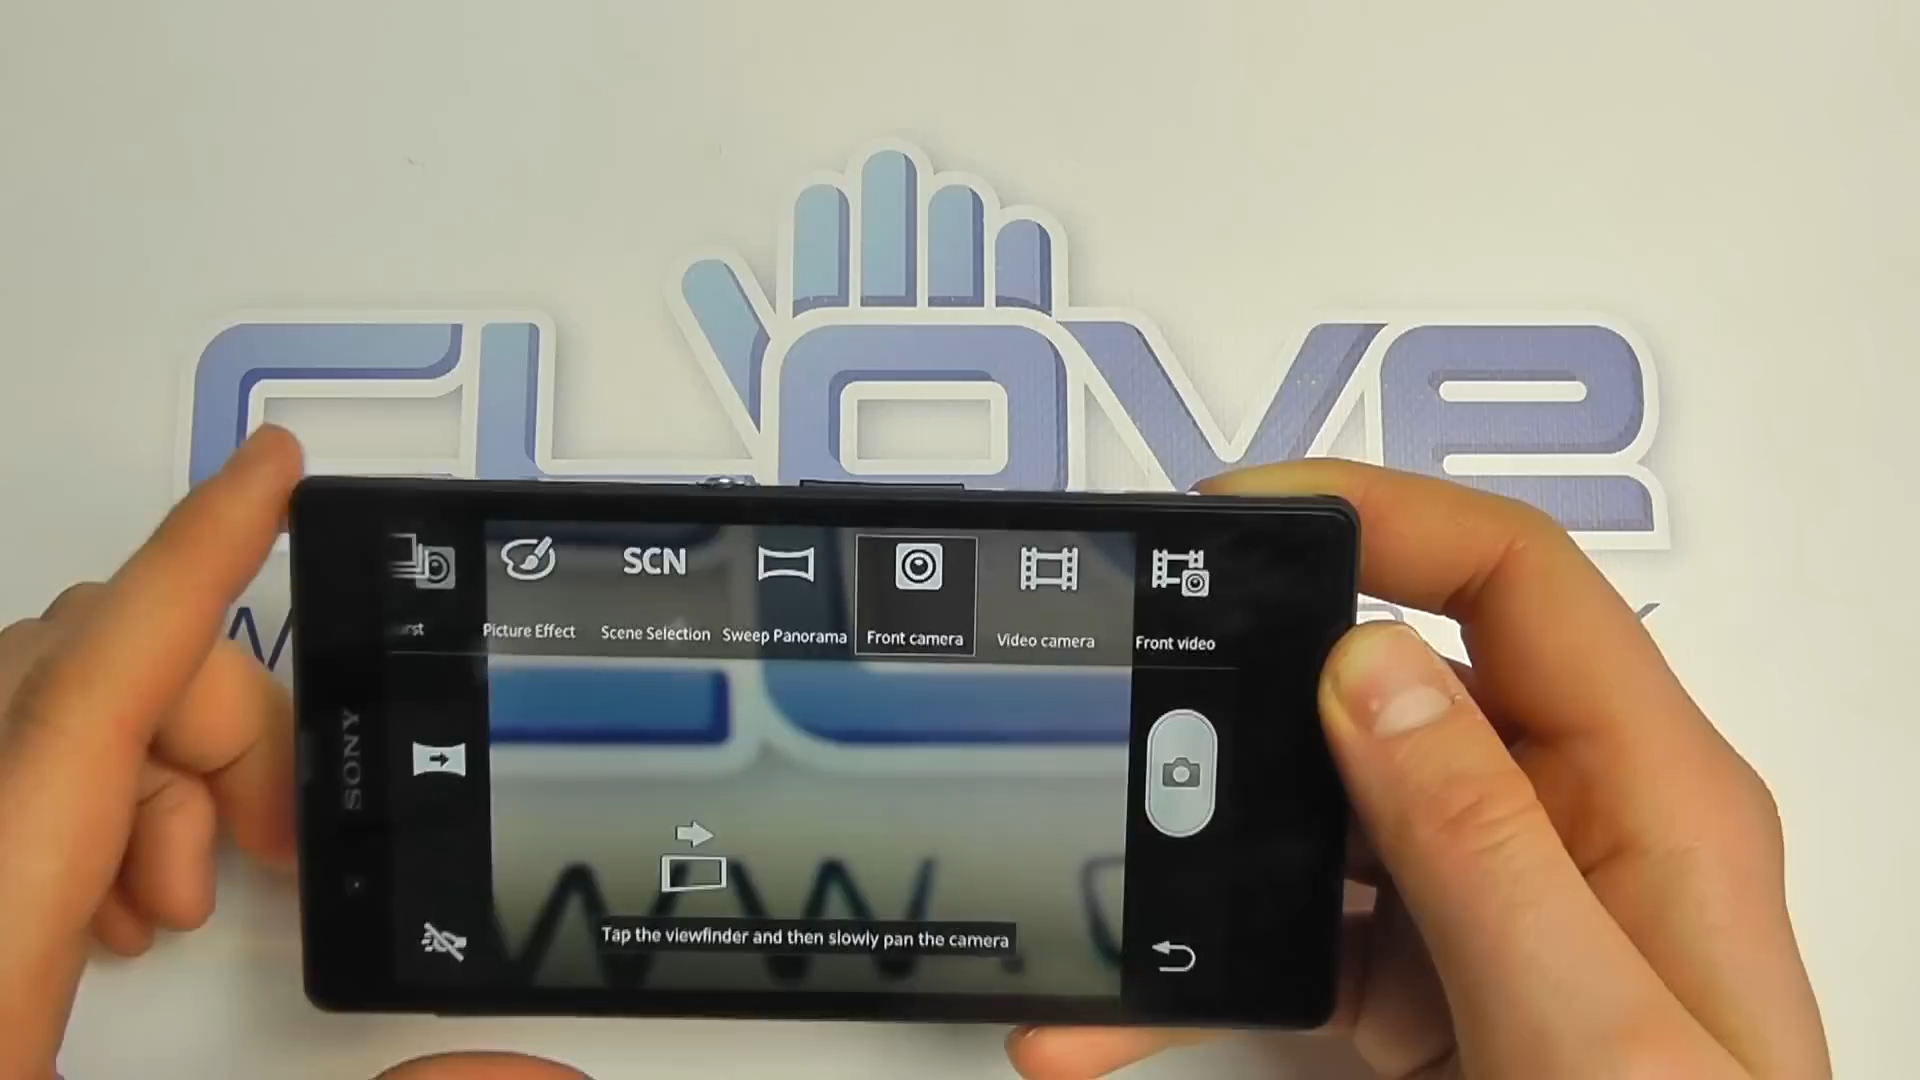 CLOVE
SCN
Picture Effect
Scene Selection
Sweep Panorama
Front camera
Video camera
Front video
SONY
Tap the viewfinder and then slowly pan the camera